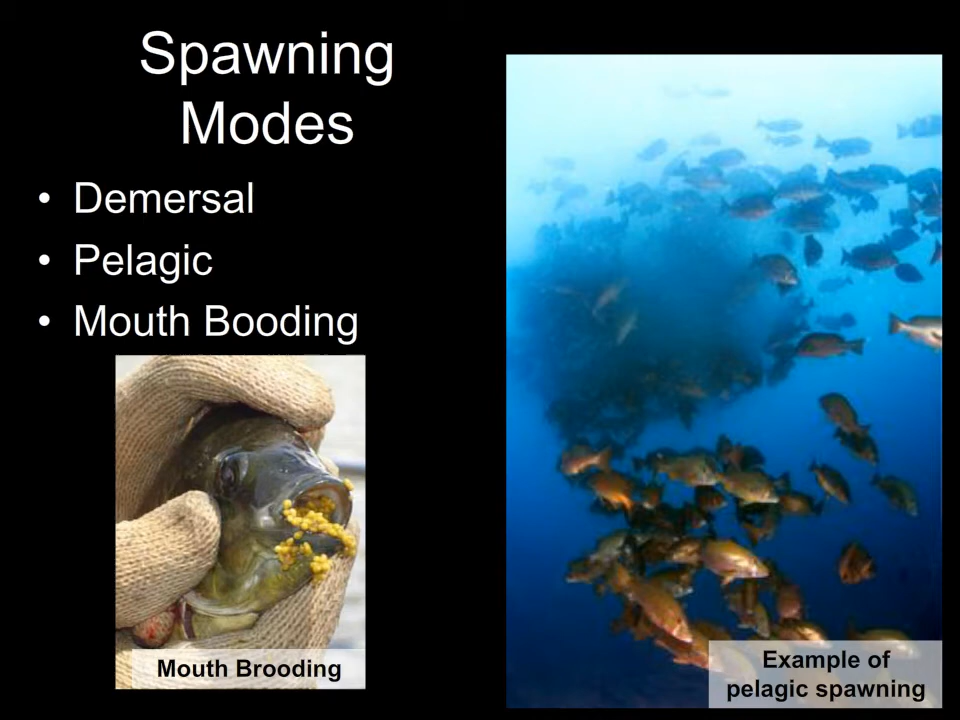 Spawning
Modes
• Demersal
• Pelagic
• Mouth Booding
Mouth Brooding
Example of
pelagic spawning